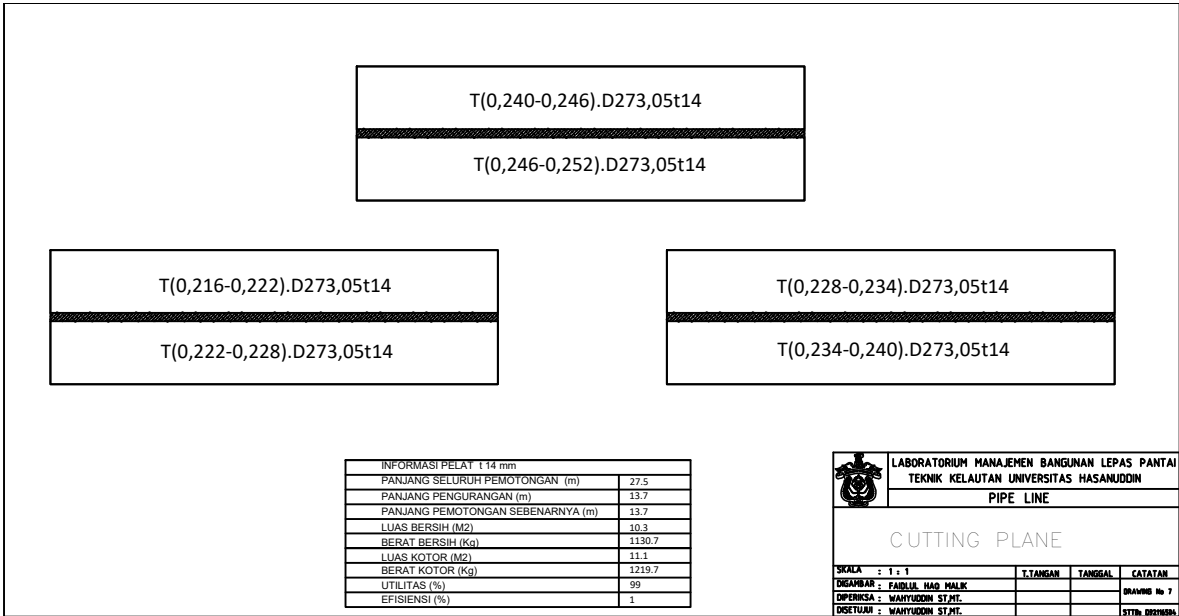 T(0,240-0,246).D273,05t14
T(0,246-0,252).D273,05t14
T(0,216-0,222).D273,05t14
T(0,228-0,234).D273,05t14
T(0,222-0,228).D273,05t14
T(0,234-0,240).D273,05t14
INFORMASI PELAT t 14 mm
PANJANG SELURUH PEMOTONGAN (m) 27.5
PANJANG PENGURANGAN (m) 13.7
PANJANG PEMOTONGAN SEBENARNYA (m) 13.7
LUAS BERSIH (M2) 10.3
BERAT BERSIH (Kg) 1130.7
LUAS KOTOR (M2) 11.1
BERAT KOTOR (Kg) 1219.7
UTILITAS (%) 99
EFISIENSI (%) 1
LABORATORIUM MANAJEMEN BANGUNAN LEPAS PANTAI
TEKNIK KELAUTAN UNIVERSITAS HASANUDDIN
PIPE LINE
CUTTING PLANE
SKALA : 1 : 1 T.TANGAN TANGGAL CATATAN
DIGAMBAR : FAIDLUL HAQ MALIK
DRAWING No 7
DIPERIKSA : WAHYUDDIN ST,MT.
DISETUJUI : WAHYUDDIN ST,MT.